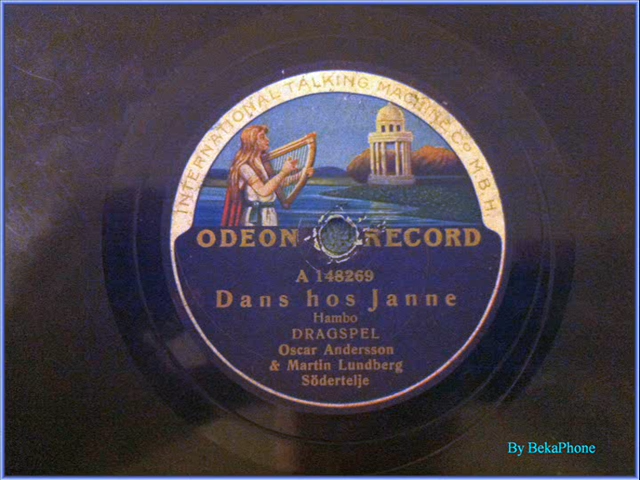 INTERNATIONAL TALKING MACHINE Co M.B.H.
ODEON RECORD
A 148269
Dans hos Janne
Hambo
DRAGSPEL
Oscar Andersson
& Martin Lundberg
Södertelje
By BekaPhone